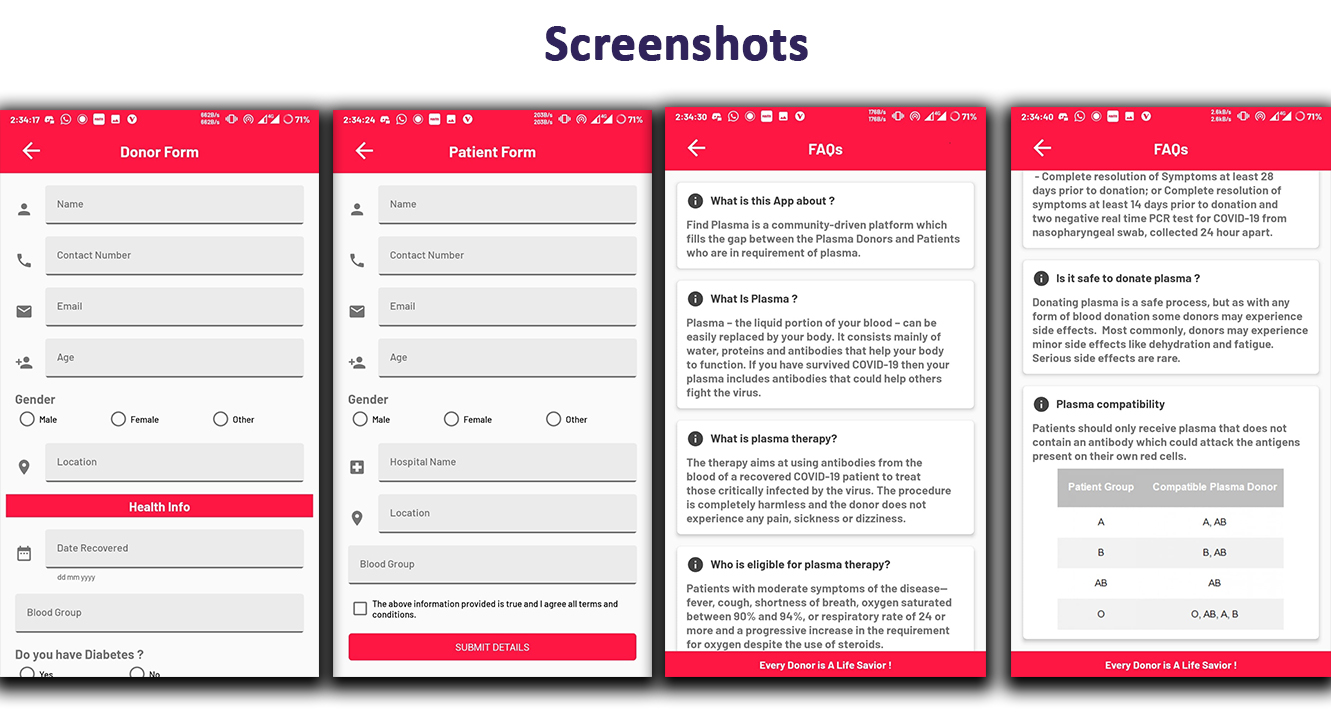 Screenshots
2:34:17
662B/s
662B/s
4G
71%
Donor Form
Name
Contact Number
Email
Age
Gender
Male Female Other
Location
Health Info
Date Recovered
dd mm yyyy
Blood Group
Do you have Diabetes ?
Yes No
2:34:24
203B/s
203B/s
4G
71%
Patient Form
Name
Contact Number
Email
Age
Gender
Male Female Other
Hospital Name
Location
Blood Group
The above information provided is true and I agree all terms and
conditions.
SUBMIT DETAILS
2:34:30
176B/s
176B/s
4G
71%
FAQs
What is this App about ?
Find Plasma is a community-driven platform which
fills the gap between the Plasma Donors and Patients
who are in requirement of plasma.
What Is Plasma ?
Plasma – the liquid portion of your blood – can be
easily replaced by your body. It consists mainly of
water, proteins and antibodies that help your body
to function. If you have survived COVID-19 then your
plasma includes antibodies that could help others
fight the virus.
What is plasma therapy?
The therapy aims at using antibodies from the
blood of a recovered COVID-19 patient to treat
those critically infected by the virus. The procedure
is completely harmless and the donor does not
experience any pain, sickness or dizziness.
Who is eligible for plasma therapy?
Patients with moderate symptoms of the disease—
fever, cough, shortness of breath, oxygen saturated
between 90% and 94%, or respiratory rate of 24 or
more and a progressive increase in the requirement
for oxygen despite the use of steroids.
Every Donor is A Life Savior !
2:34:40
2.6kB/s
2.6kB/s
4G
71%
FAQs
- Complete resolution of Symptoms at least 28
days prior to donation; or Complete resolution of
symptoms at least 14 days prior to donation and
two negative real time PCR test for COVID-19 from
nasopharyngeal swab, collected 24 hour apart.
Is it safe to donate plasma ?
Donating plasma is a safe process, but as with any
form of blood donation some donors may experience
side effects. Most commonly, donors may experience
minor side effects like dehydration and fatigue.
Serious side effects are rare.
Plasma compatibility
Patients should only receive plasma that does not
contain an antibody which could attack the antigens
present on their own red cells.
Patient Group Compatible Plasma Donor
A A, AB
B B, AB
AB AB
O O, AB, A, B
Every Donor is A Life Savior !